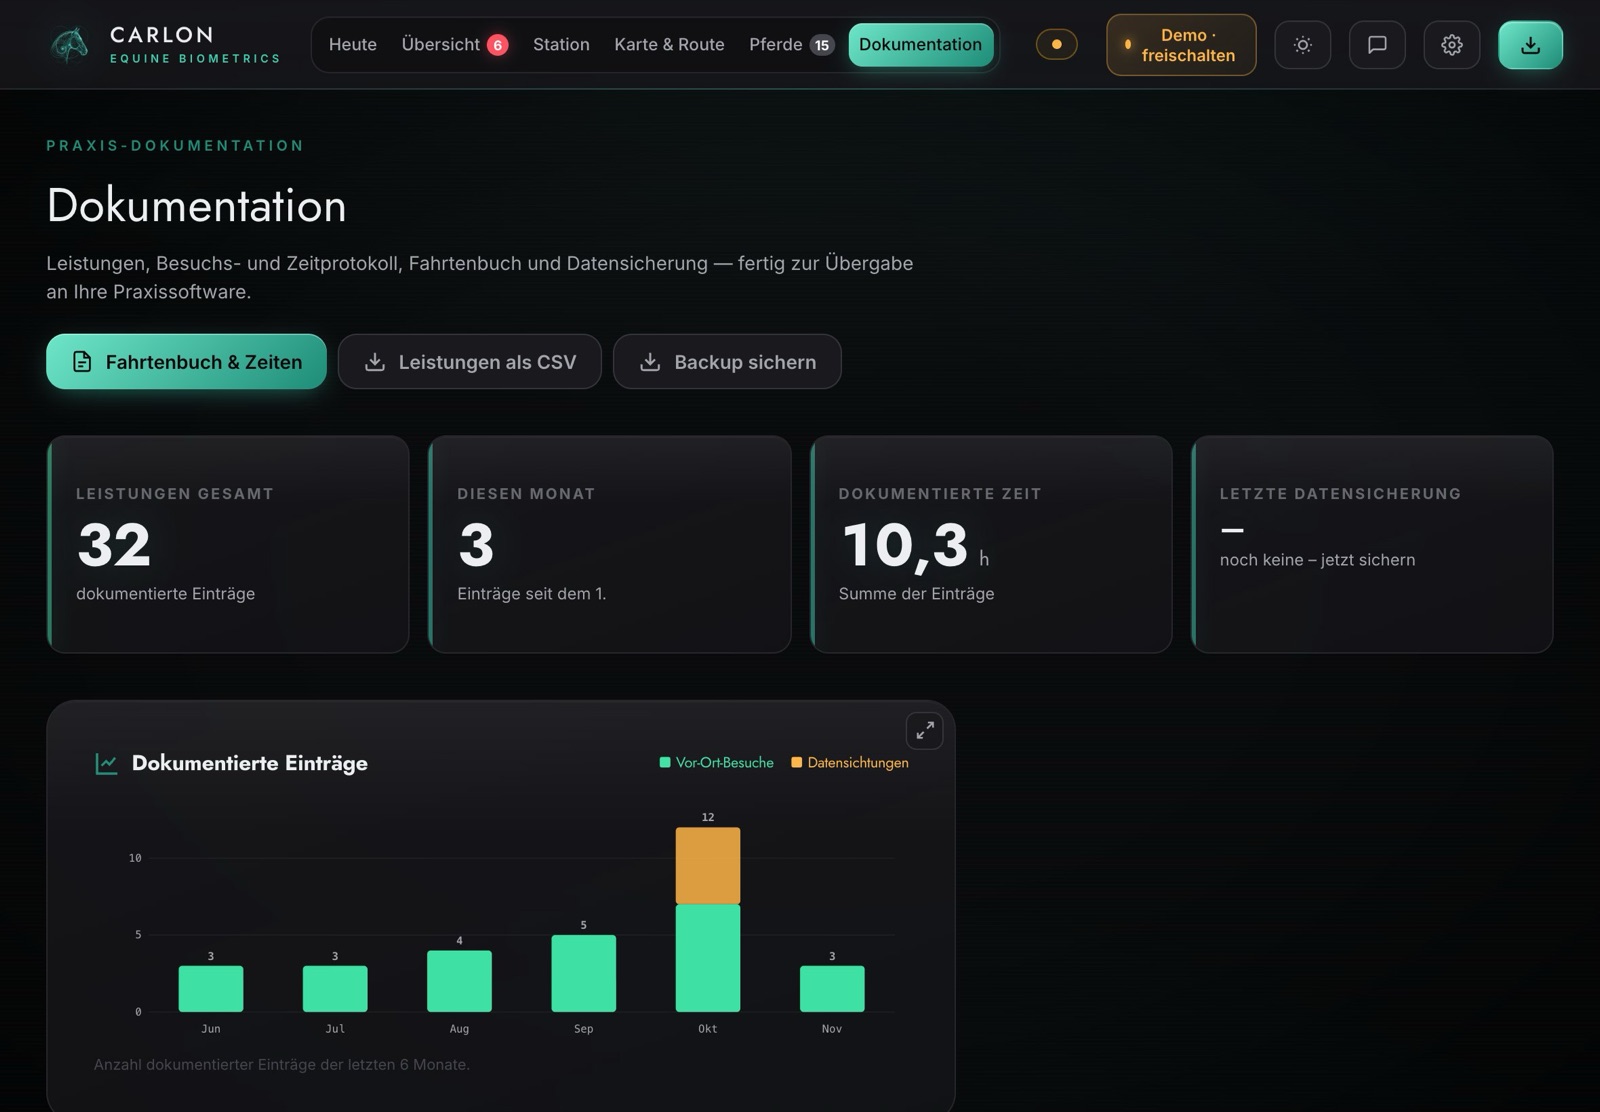 CARLON
EQUINE BIOMETRICS
Heute
Übersicht 6
Station
Karte & Route
Pferde 15
Dokumentation
Demo ·
freischalten
PRAXIS-DOKUMENTATION
Dokumentation
Leistungen, Besuchs- und Zeitprotokoll, Fahrtenbuch und Datensicherung — fertig zur Übergabe
an Ihre Praxissoftware.
Fahrtenbuch & Zeiten
Leistungen als CSV
Backup sichern
LEISTUNGEN GESAMT
32
dokumentierte Einträge
DIESEN MONAT
3
Einträge seit dem 1.
DOKUMENTIERTE ZEIT
10,3 h
Summe der Einträge
LETZTE DATENSICHERUNG
–
noch keine – jetzt sichern
Dokumentierte Einträge
Vor-Ort-Besuche
Datensichtungen
12
10
5
5
4
3
3
3
0
Jun
Jul
Aug
Sep
Okt
Nov
Anzahl dokumentierter Einträge der letzten 6 Monate.